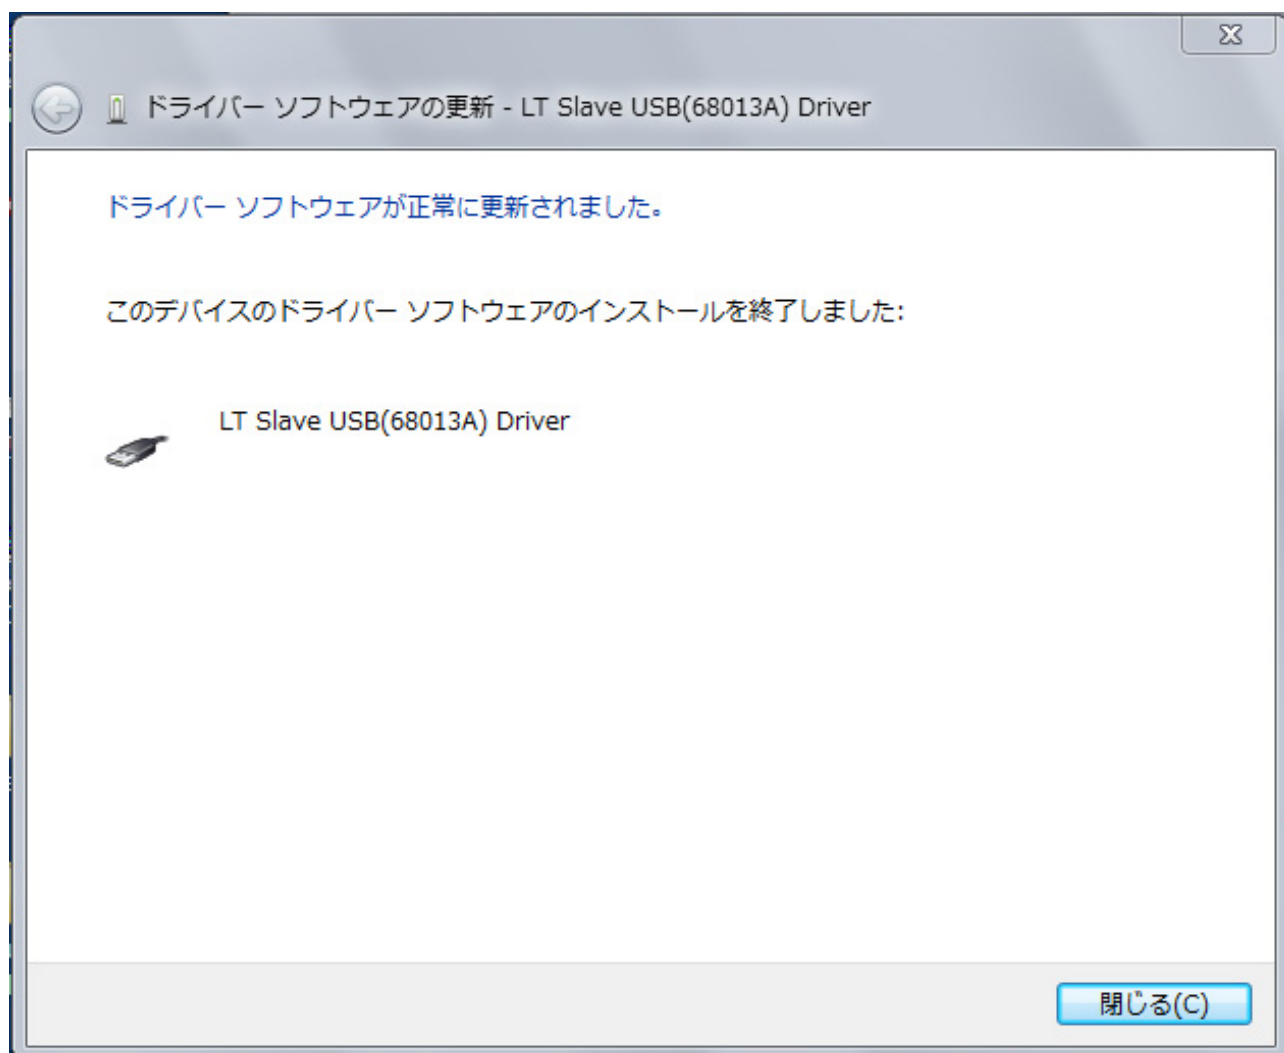 ドライバー ソフトウェアの更新 - LT Slave USB(68013A) Driver
ドライバー ソフトウェアが正常に更新されました。
このデバイスのドライバー ソフトウェアのインストールを終了しました:
LT Slave USB(68013A) Driver
閉じる(C)